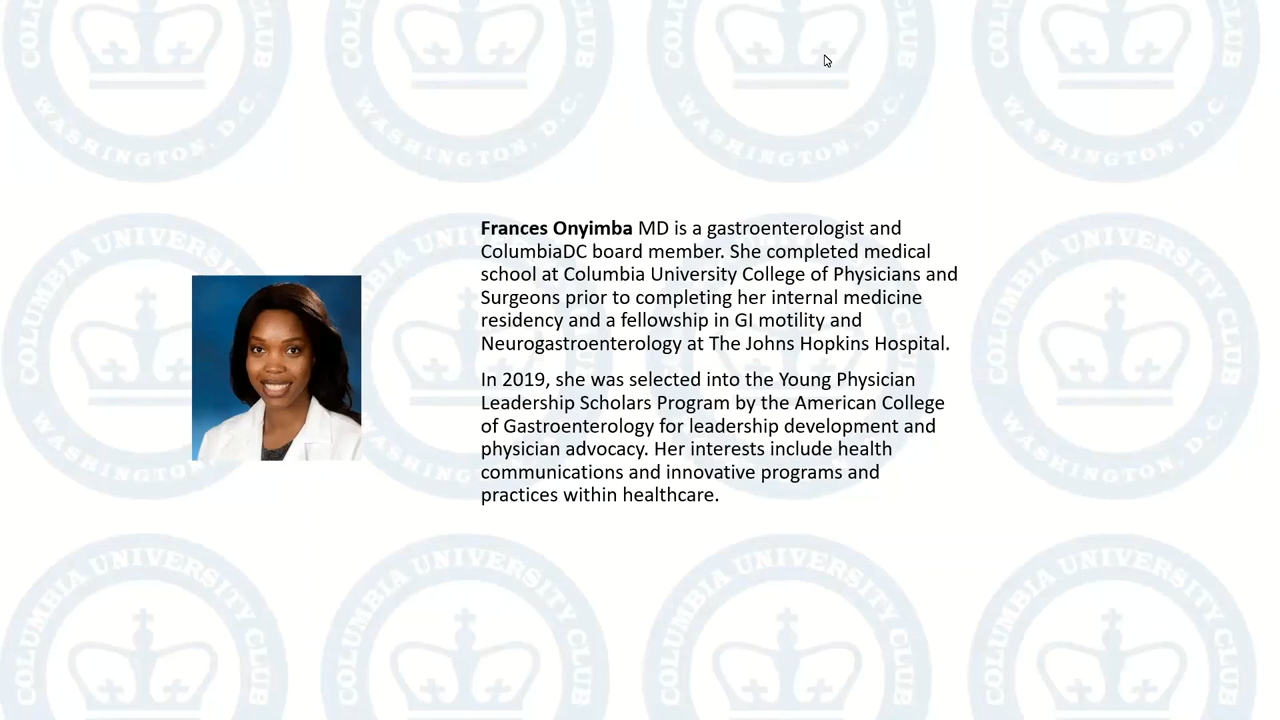 COLUMBIA UNIVERSITY CLUB
WASHINGTON, D.C.
Frances Onyimba MD is a gastroenterologist and
ColumbiaDC board member. She completed medical
school at Columbia University College of Physicians and
Surgeons prior to completing her internal medicine
residency and a fellowship in GI motility and
Neurogastroenterology at The Johns Hopkins Hospital.
In 2019, she was selected into the Young Physician
Leadership Scholars Program by the American College
of Gastroenterology for leadership development and
physician advocacy. Her interests include health
communications and innovative programs and
practices within healthcare.